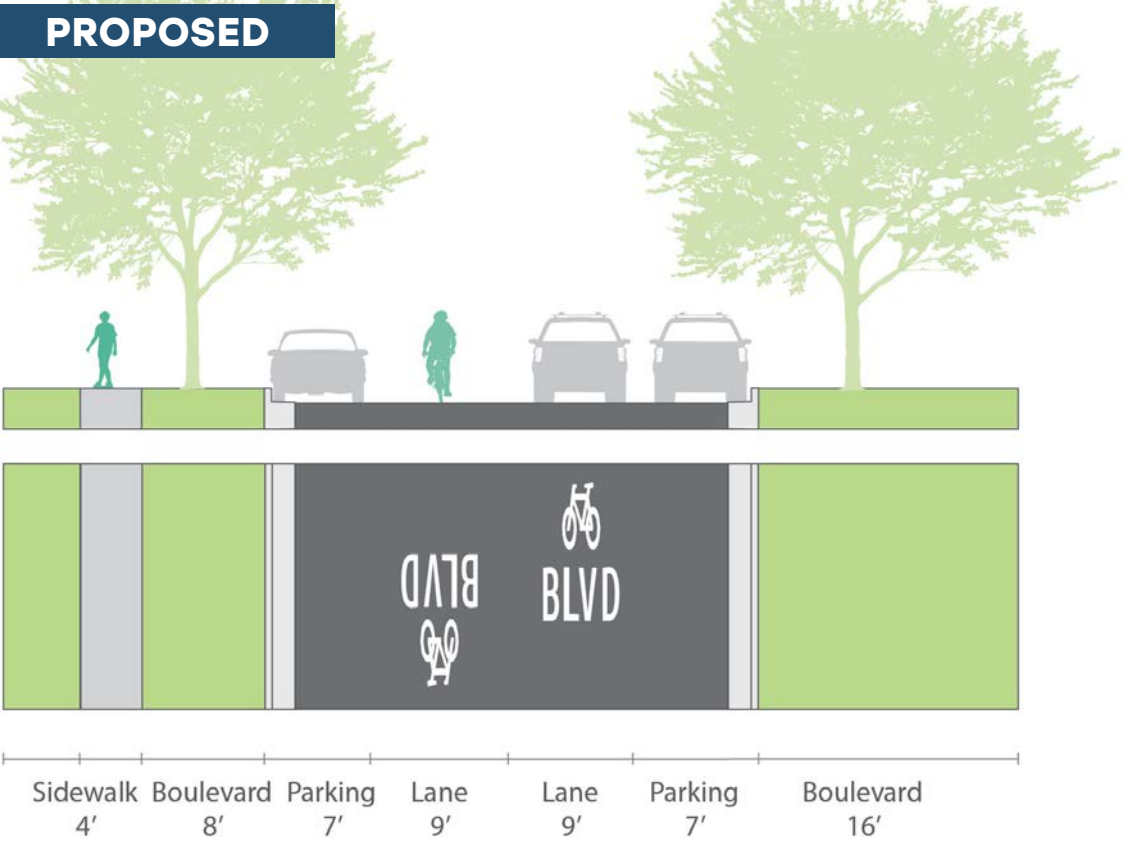 PROPOSED
BLVD
BLVD
Sidewalk Boulevard Parking Lane Lane Parking Boulevard
4′ 8′ 7′ 9′ 9′ 7′ 16′